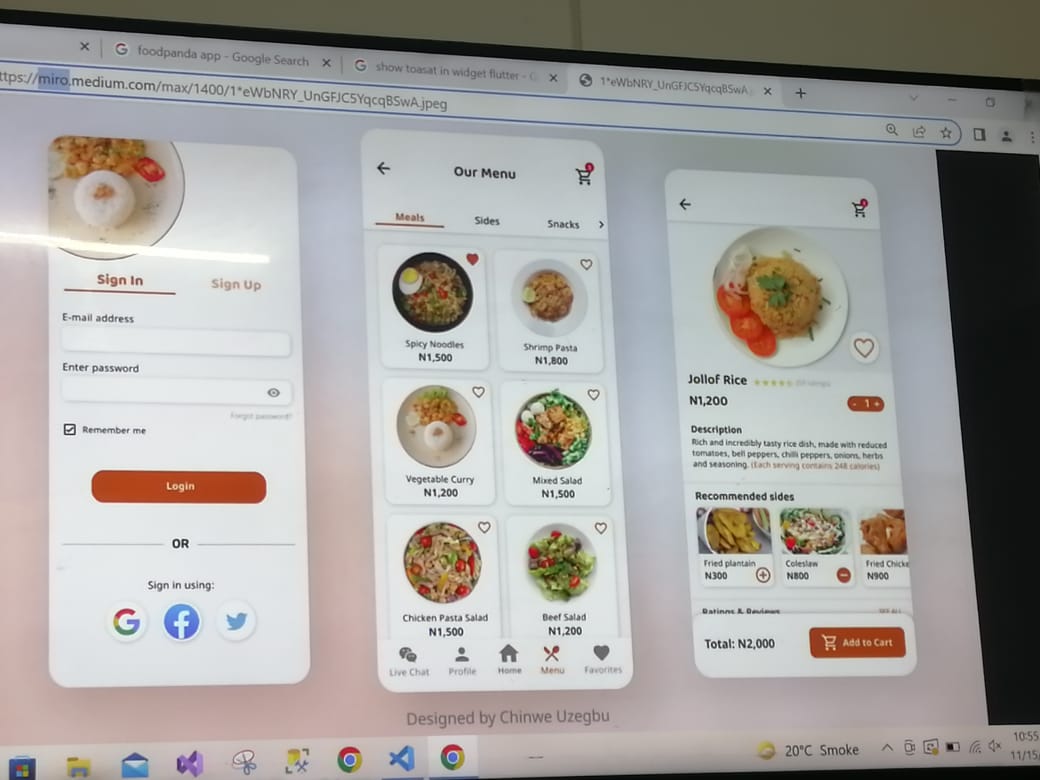 foodpanda app - Google Search
show toasat in widget flutter - G
1*eWbNRY_UnGFJC5YqcqBSwA
ttps://miro.medium.com/max/1400/1*eWbNRY_UnGFJC5YqcqBSwA.jpeg
Sign In
Sign Up
E-mail address
Enter password
Forgot password?
Remember me
Login
OR
Sign in using:
Our Menu
1
Meals
Sides
Snacks
Spicy Noodles
N1,500
Shrimp Pasta
N1,800
Vegetable Curry
N1,200
Mixed Salad
N1,500
Chicken Pasta Salad
N1,500
Beef Salad
N1,200
Live Chat
Profile
Home
Menu
Favorites
Jollof Rice
N1,200
- 1 +
Description
Rich and incredibly tasty rice dish, made with reduced
tomatoes, bell peppers, chilli peppers, onions, herbs
and seasoning. (Each serving contains 248 calories)
Recommended sides
Fried plantain
N300
Coleslaw
N800
Fried Chicke
N900
Ratings & Reviews
SEE ALL
Total: N2,000
Add to Cart
Designed by Chinwe Uzegbu
20°C Smoke
10:55
11/15/